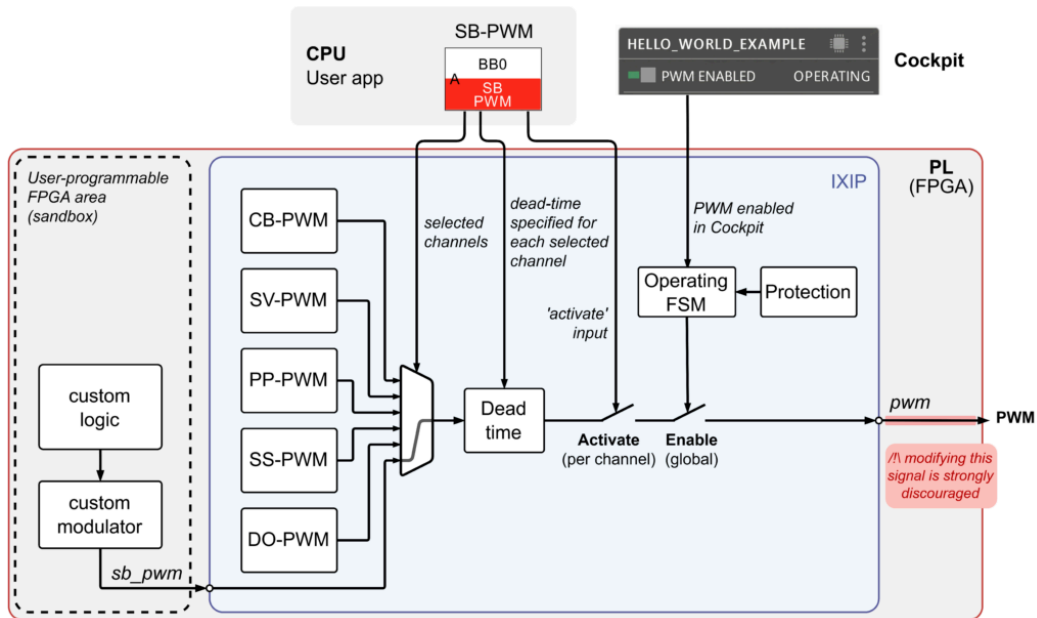 SB-PWM
CPU
User app
BB0
A
SB
PWM
HELLO_WORLD_EXAMPLE
PWM ENABLED
OPERATING
Cockpit
User-programmable
FPGA area
(sandbox)
custom
logic
custom
modulator
sb_pwm
IXIP
PL
(FPGA)
CB-PWM
SV-PWM
PP-PWM
SS-PWM
DO-PWM
selected
channels
dead-time
specified for
each selected
channel
'activate'
input
PWM enabled
in Cockpit
Operating
FSM
Protection
Dead
time
Activate
(per channel)
Enable
(global)
pwm
PWM
/!\ modifying this
signal is strongly
discouraged